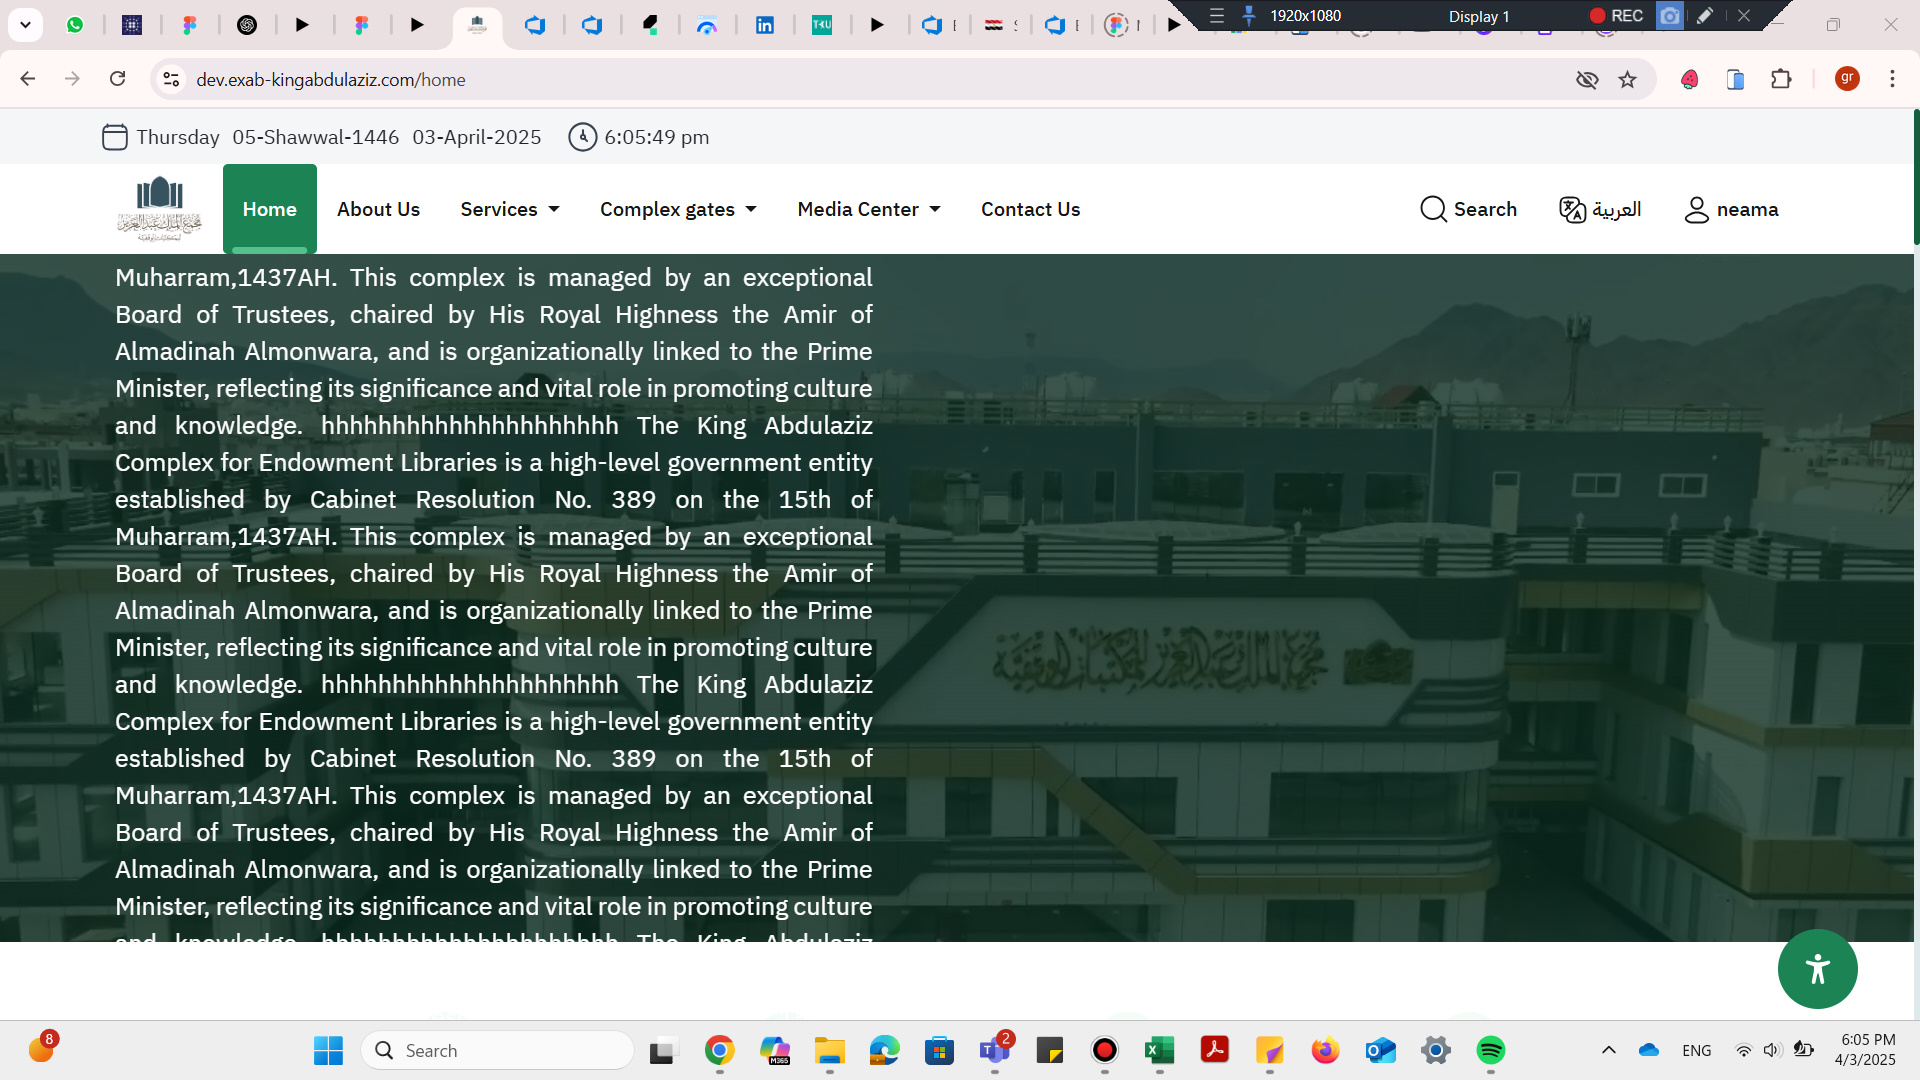 1920x1080
Display 1
REC
dev.exab-kingabdulaziz.com/home
gr
Thursday 05-Shawwal-1446 03-April-2025 6:05:49 pm
Home
About Us
Services
Complex gates
Media Center
Contact Us
Search
العربية
neama
Muharram,1437AH. This complex is managed by an exceptional
Board of Trustees, chaired by His Royal Highness the Amir of
Almadinah Almonwara, and is organizationally linked to the Prime
Minister, reflecting its significance and vital role in promoting culture
and knowledge. hhhhhhhhhhhhhhhhhhhhh The King Abdulaziz
Complex for Endowment Libraries is a high-level government entity
established by Cabinet Resolution No. 389 on the 15th of
Muharram,1437AH. This complex is managed by an exceptional
Board of Trustees, chaired by His Royal Highness the Amir of
Almadinah Almonwara, and is organizationally linked to the Prime
Minister, reflecting its significance and vital role in promoting culture
and knowledge. hhhhhhhhhhhhhhhhhhhhh The King Abdulaziz
Complex for Endowment Libraries is a high-level government entity
established by Cabinet Resolution No. 389 on the 15th of
Muharram,1437AH. This complex is managed by an exceptional
Board of Trustees, chaired by His Royal Highness the Amir of
Almadinah Almonwara, and is organizationally linked to the Prime
Minister, reflecting its significance and vital role in promoting culture
and knowledge. hhhhhhhhhhhhhhhhhhhhh The King Abdulaziz
8
Search
2
ENG
6:05 PM
4/3/2025